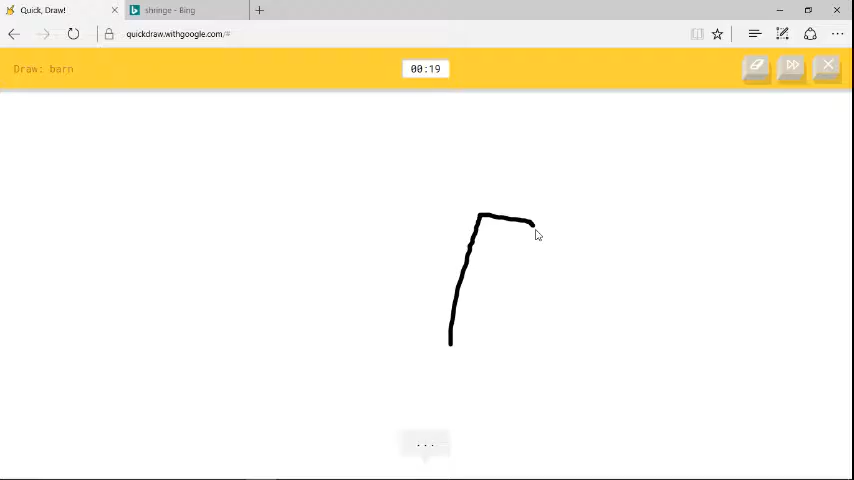 Quick, Draw!
shringe - Bing
quickdraw.withgoogle.com/#
Draw: barn
00:19
...